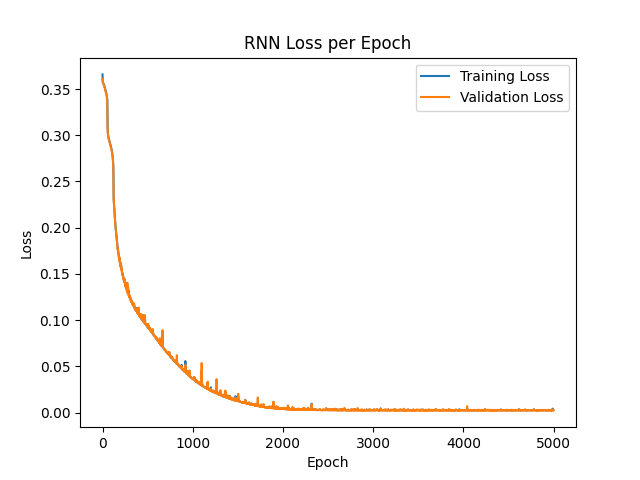 RNN Loss per Epoch
Training Loss
Validation Loss
Loss
0.35
0.30
0.25
0.20
0.15
0.10
0.05
0.00
0 1000 2000 3000 4000 5000
Epoch